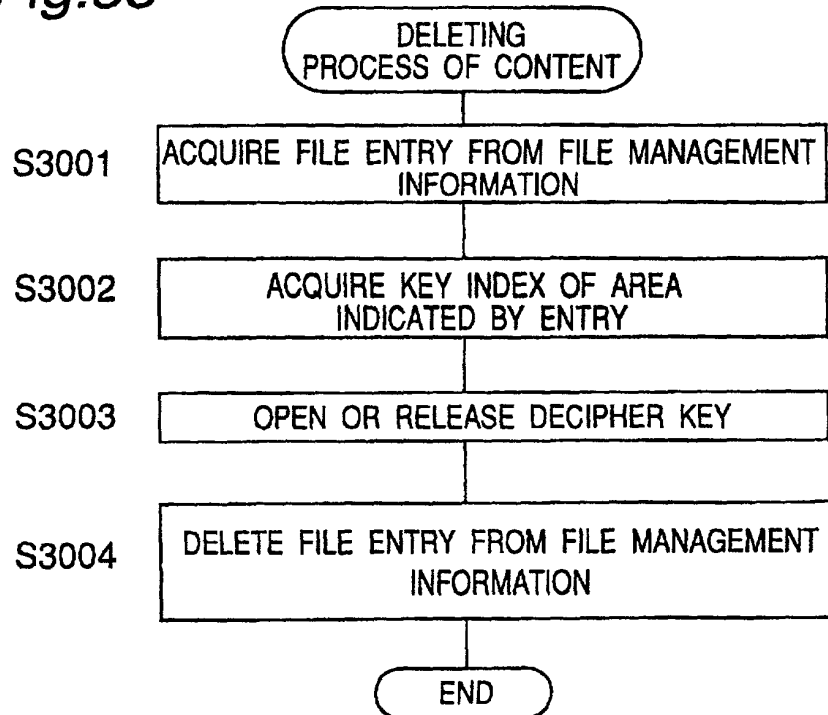 DELETING
PROCESS OF CONTENT
S3001
ACQUIRE FILE ENTRY FROM FILE MANAGEMENT
INFORMATION
S3002
ACQUIRE KEY INDEX OF AREA
INDICATED BY ENTRY
S3003
OPEN OR RELEASE DECIPHER KEY
S3004
DELETE FILE ENTRY FROM FILE MANAGEMENT
INFORMATION
END